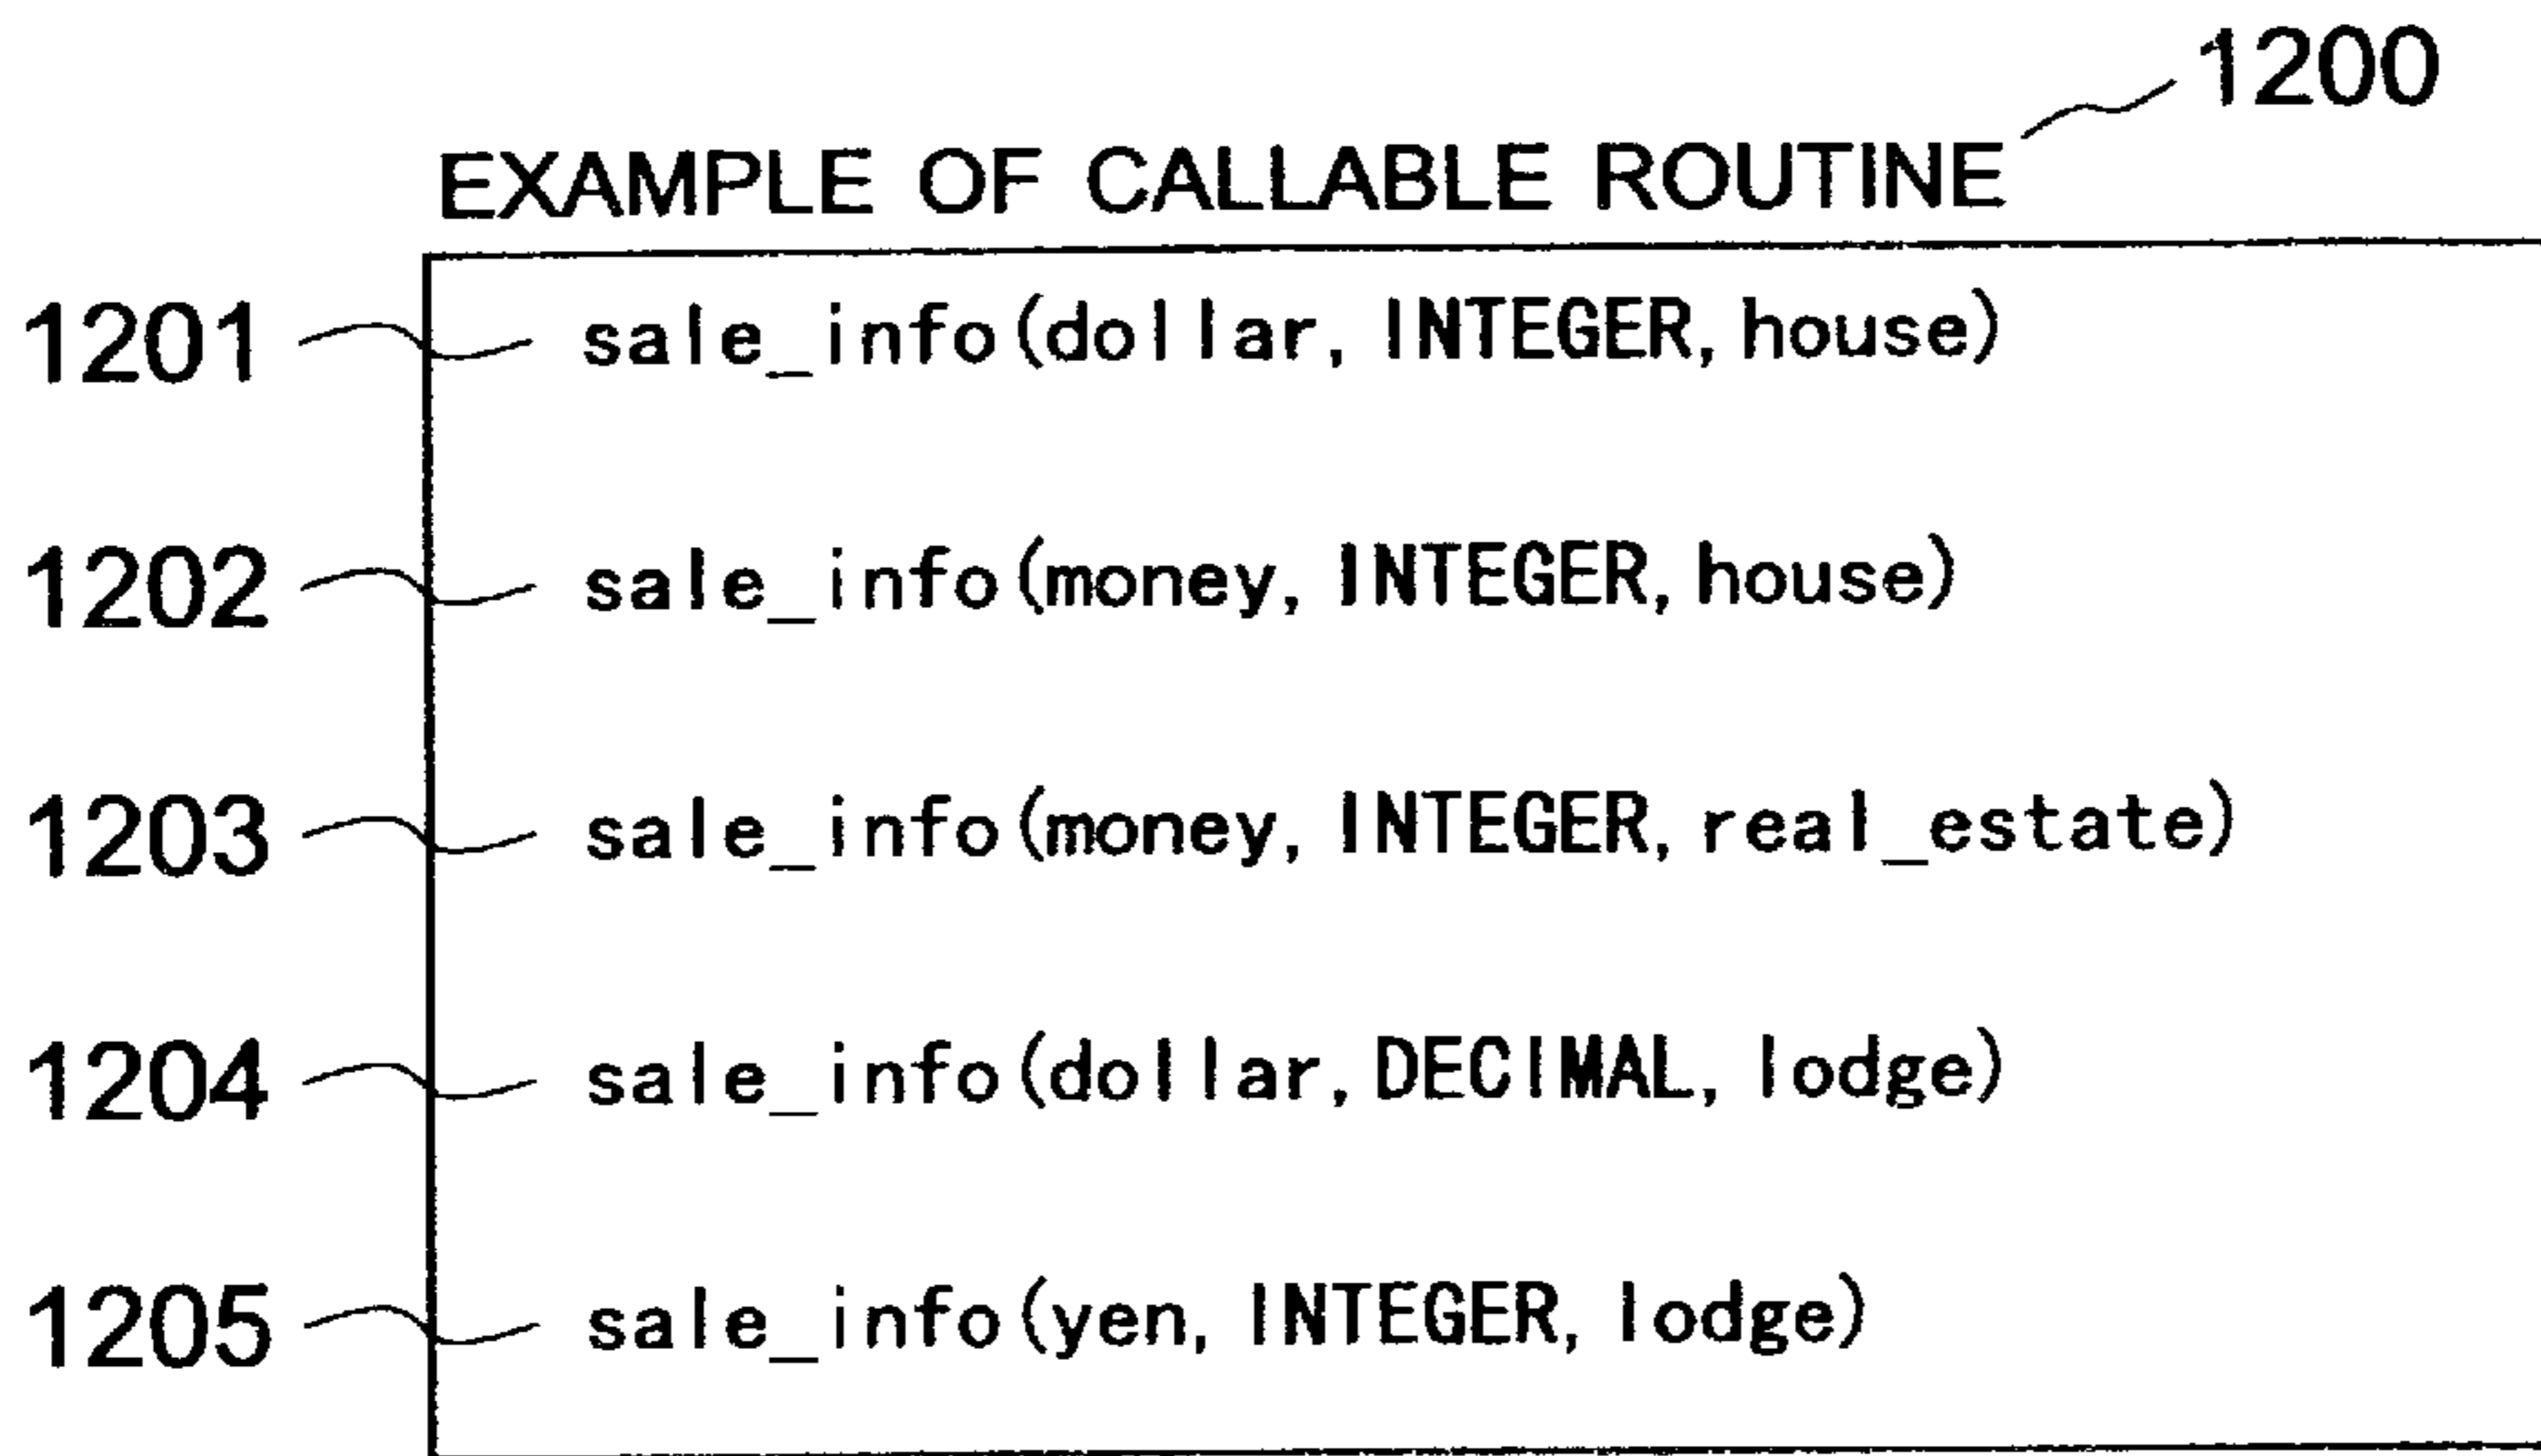 1200
EXAMPLE OF CALLABLE ROUTINE
1201 sale_info(dollar, INTEGER, house)
1202 sale_info(money, INTEGER, house)
1203 sale_info(money, INTEGER, real_estate)
1204 sale_info(dollar, DECIMAL, lodge)
1205 sale_info(yen, INTEGER, lodge)